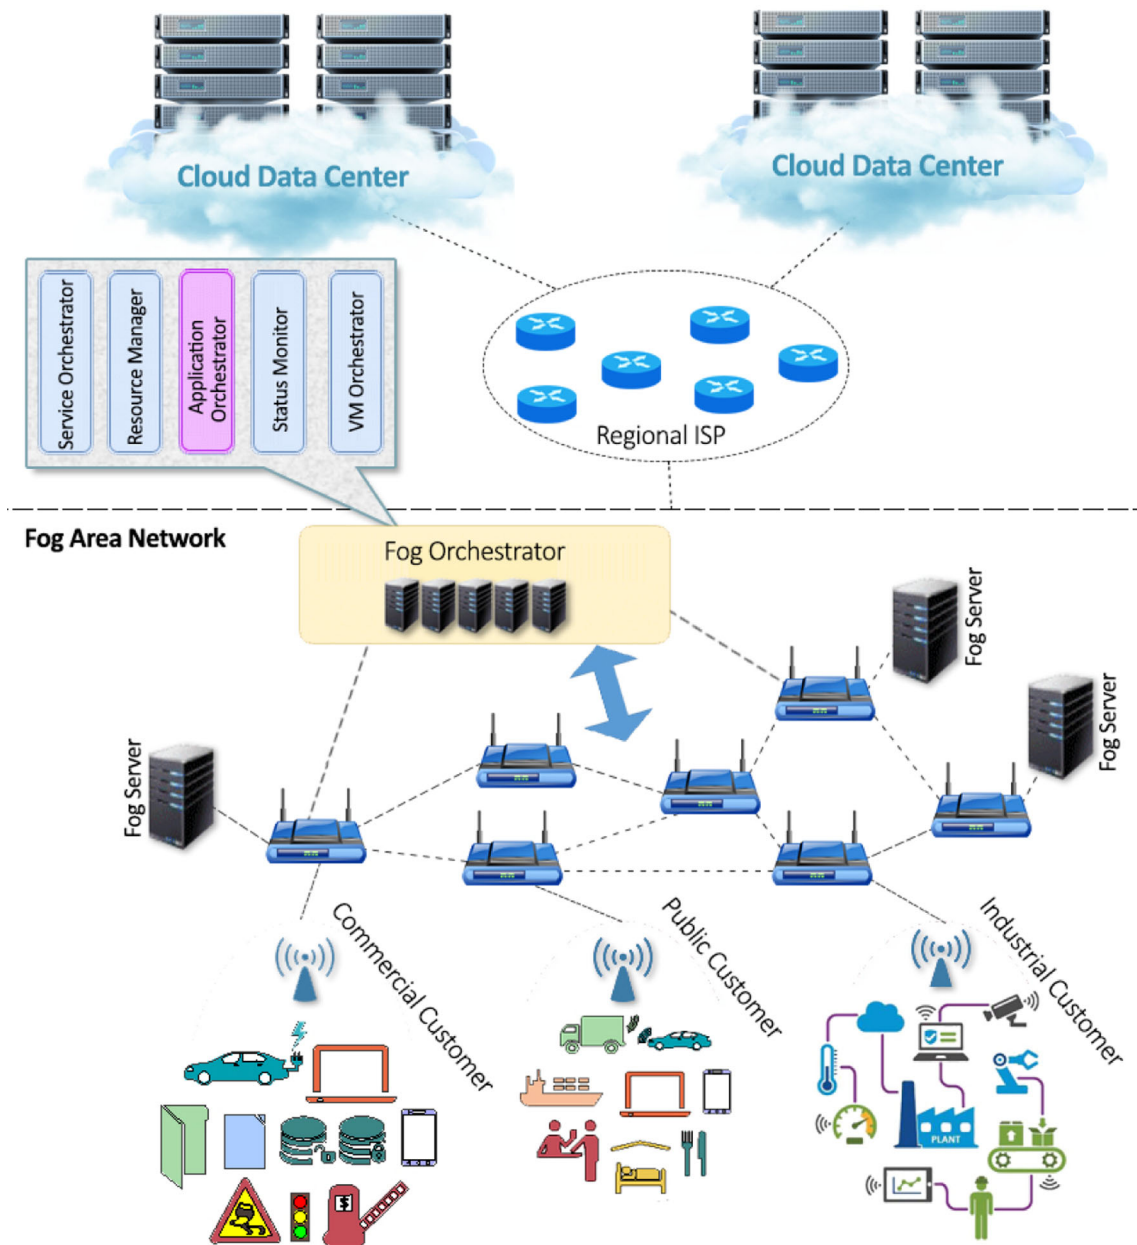 Cloud Data Center
Cloud Data Center
Service Orchestrator
Resource Manager
Application
Orchestrator
Status Monitor
VM Orchestrator
Regional ISP
Fog Area Network
Fog Orchestrator
Fog Server
Fog Server
Fog Server
Commercial Customer
Public Customer
Industrial Customer
PLANT
$